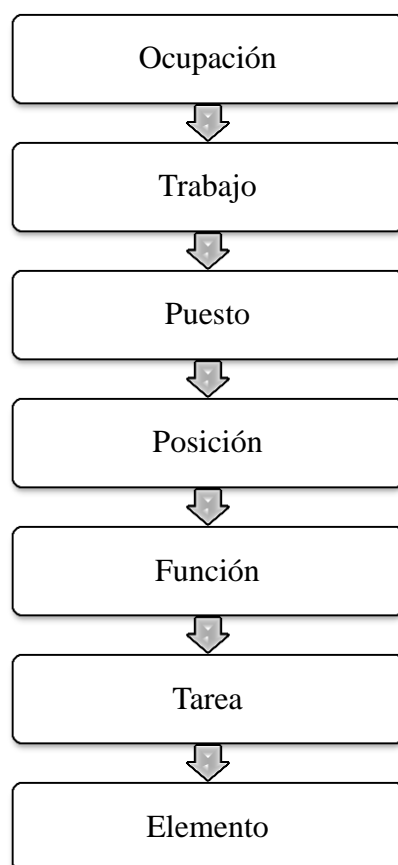 Ocupación
Trabajo
Puesto
Posición
Función
Tarea
Elemento